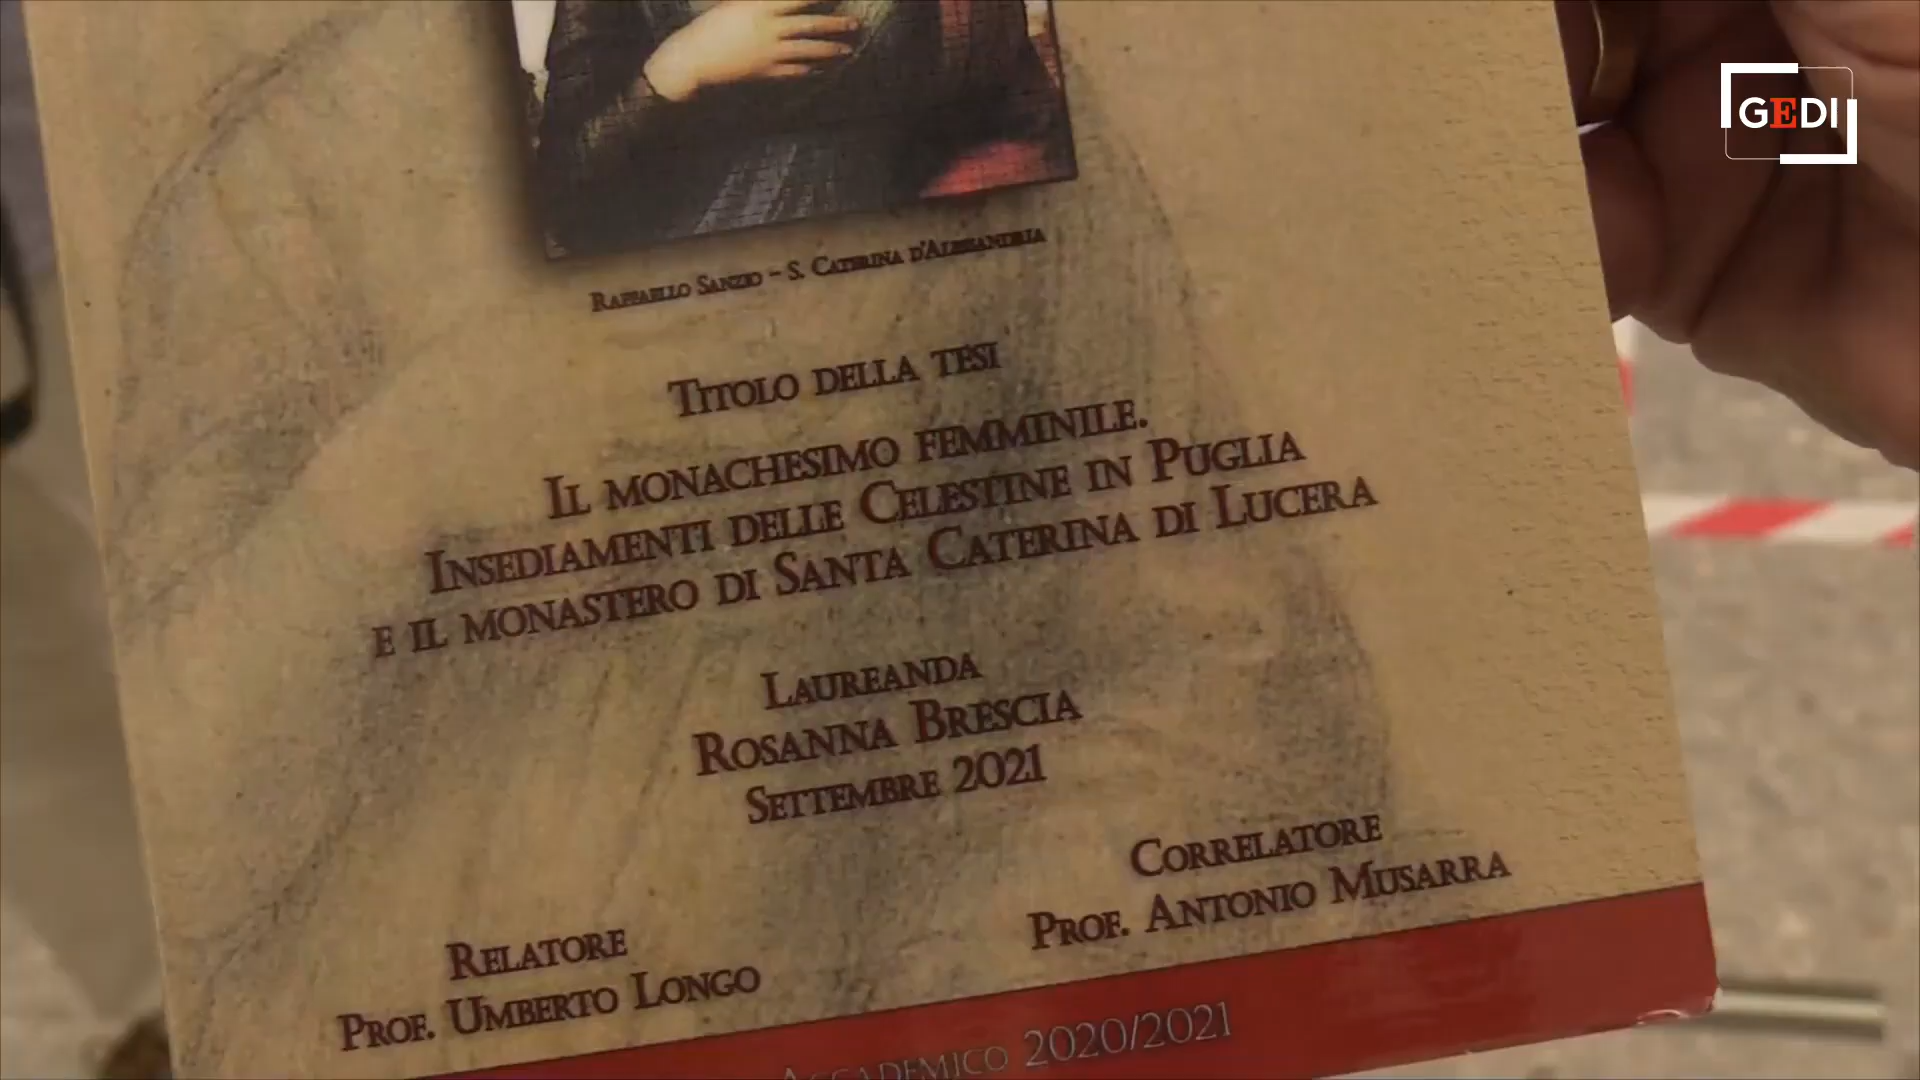 GEDI
Raffaello Sanzio - S. Caterina d'Alessandria
Titolo della tesi
Il monachesimo femminile.
Insediamenti delle Celestine in Puglia
e il monastero di Santa Caterina di Lucera
Laureanda
Rosanna Brescia
Settembre 2021
Correlatore
Prof. Antonio Musarra
Relatore
Prof. Umberto Longo
Accademico 2020/2021